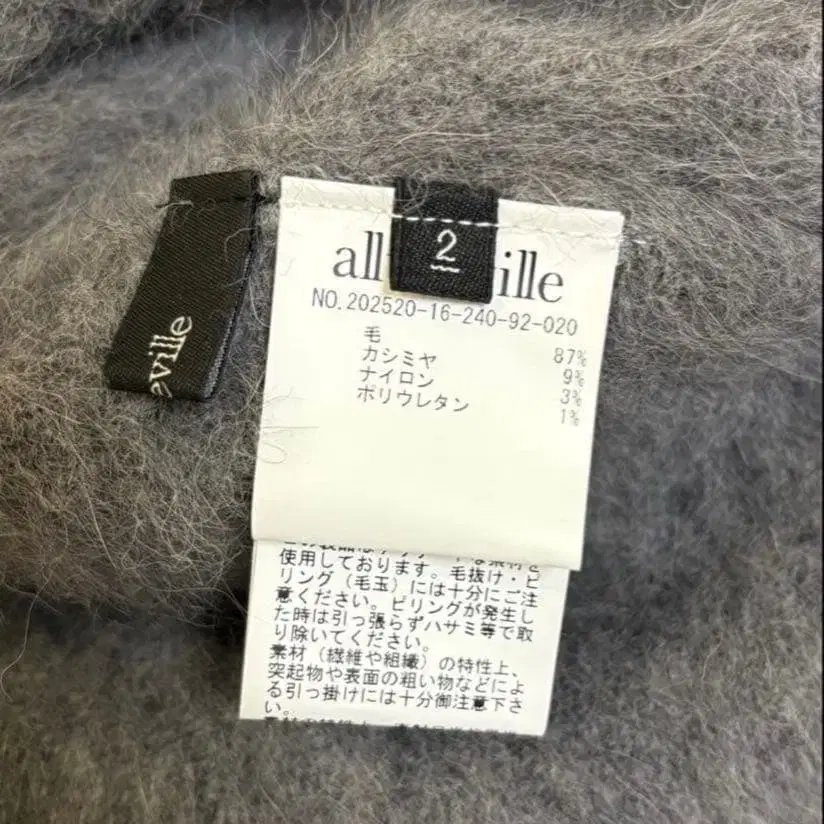 eville
2
all ille
NO.202520-16-240-92-020
毛 87%
カシミヤ 9%
ナイロン 3%
ポリウレタン 1%
使用しております。毛抜け・ピ
リング（毛玉）には十分にご注
意ください。ピリングが発生し
た時は引っ張らずハサミ等で取
り除いてください。
素材（繊維や組織）の特性上、
突起物や表面の粗い物などによ
る引っ掛けには十分御注意下さ
い。